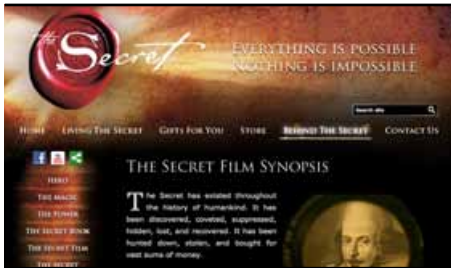 the Secret
EVERYTHING IS POSSIBLE
NOTHING IS IMPOSSIBLE
Search site
HOME LIVING THE SECRET GIFTS FOR YOU STORE BEHIND THE SECRET CONTACT US
THE SECRET FILM SYNOPSIS
HERO
THE MAGIC
THE POWER
THE SECRET BOOK
THE SECRET FILM
THE SECRET
The Secret has existed throughout
the history of humankind. It has
been discovered, coveted, suppressed,
hidden, lost, and recovered. It has been
hunted down, stolen, and bought for
vast sums of money.